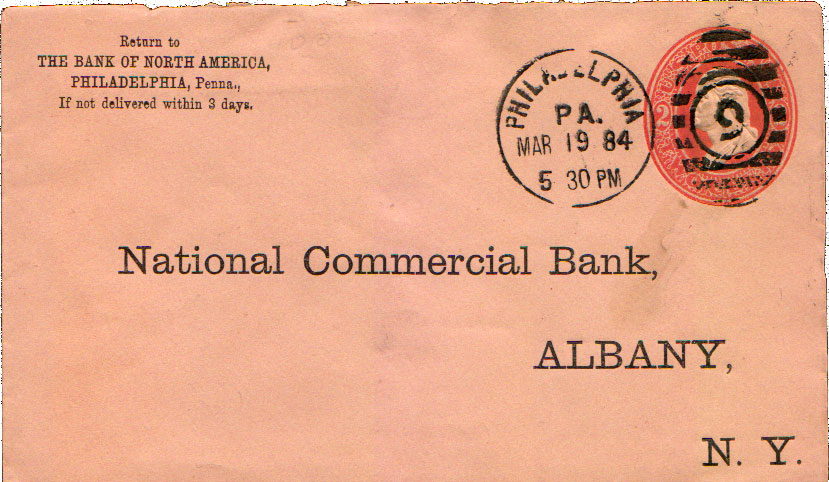 Return to
THE BANK OF NORTH AMERICA,
PHILADELPHIA, Penna.,
If not delivered within 3 days.
PHILADELPHIA
PA.
MAR 19 84
5 30 PM
2
National Commercial Bank,
ALBANY,
N. Y.